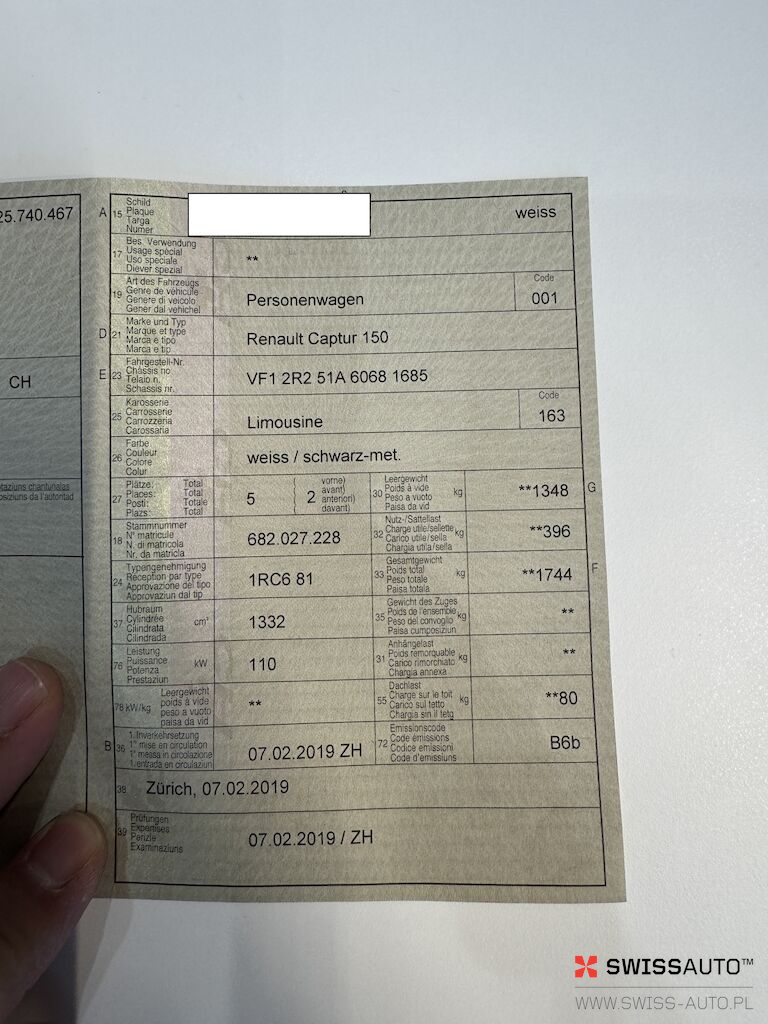 25.740.467
CH
taziuns chantunalas
osiziuns da l'autoritad
A 15 Schild
Plaque
Targa
Numer
weiss
17 Bes. Verwendung
Usage spécial
Uso speciale
Diever spezial
**
19 Art des Fahrzeugs
Genre de véhicule
Genere di veicolo
Gener dal vehichel
Personenwagen
Code
001
D 21 Marke und Typ
Marque et type
Marca e tipo
Marca e tip
Renault Captur 150
E 23 Fahrgestell-Nr.
Châssis no
Telaio n.
Schassis nr.
VF1 2R2 51A 6068 1685
25 Karosserie
Carrosserie
Carrozzeria
Carossaria
Limousine
Code
163
26 Farbe
Couleur
Colore
Colur
weiss / schwarz-met.
27 Plätze: Total
Places: Total
Posti: Totale
Plazs: Total
5
( 2 vorne)
avant)
anteriori)
davant)
30 Leergewicht
Poids à vide
Peso a vuoto
Paisa da vid
kg
**1348
G
18 Stammnummer
N° matricule
N. di matricola
Nr. da matricla
682.027.228
32 Nutz-/Sattellast
Charge utile/sellette
Carico utile/sella
Chargia utila/sella
kg
**396
24 Typengenehmigung
Réception par type
Approvazione del tipo
Approvaziun dal tip
1RC6 81
33 Gesamtgewicht
Poids total
Peso totale
Paisa totala
kg
**1744
F
37 Hubraum
Cylindrée
Cilindrata
Cilindrada
cm³
1332
35 Gewicht des Zuges
Poids de l'ensemble
Peso del convoglio
Paisa cumposiziun
kg
**
76 Leistung
Puissance
Potenza
Prestaziun
kW
110
31 Anhängelast
Poids remorquable
Carico rimorchiato
Chargia annexa
kg
**
78 kW/kg
Leergewicht
poids à vide
peso a vuoto
paisa da vid
**
55 Dachlast
Charge sur le toit
Carico sul tetto
Chargia sin il tetg
kg
**80
B 36 1. Inverkehrsetzung
1re mise en circulation
1a messa in circolazione
1. entrada en circulaziun
07.02.2019 ZH
72 Emissionscode
Code émissions
Codice emissioni
Code d'emissiuns
B6b
38 Zürich, 07.02.2019
39 Prüfungen
Expertises
Perizie
Examinaziuns
07.02.2019 / ZH
SWISSAUTO™
WWW.SWISS-AUTO.PL